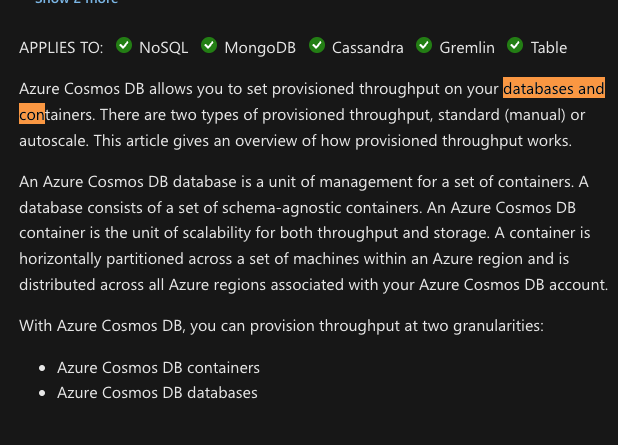 Show 2 more
APPLIES TO: NoSQL MongoDB Cassandra Gremlin Table
Azure Cosmos DB allows you to set provisioned throughput on your databases and
containers. There are two types of provisioned throughput, standard (manual) or
autoscale. This article gives an overview of how provisioned throughput works.
An Azure Cosmos DB database is a unit of management for a set of containers. A
database consists of a set of schema-agnostic containers. An Azure Cosmos DB
container is the unit of scalability for both throughput and storage. A container is
horizontally partitioned across a set of machines within an Azure region and is
distributed across all Azure regions associated with your Azure Cosmos DB account.
With Azure Cosmos DB, you can provision throughput at two granularities:
• Azure Cosmos DB containers
• Azure Cosmos DB databases